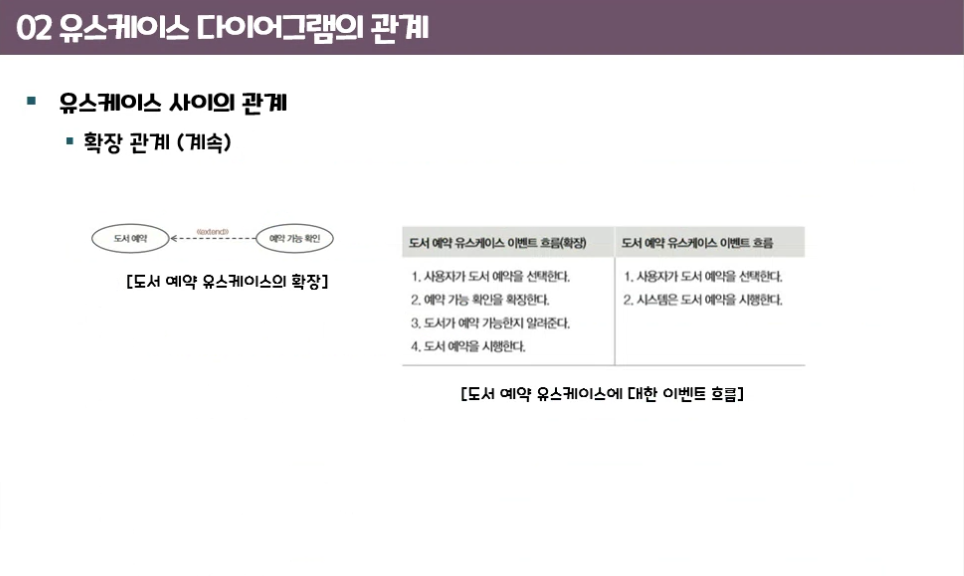 02 유스케이스 다이어그램의 관계
유스케이스 사이의 관계
확장 관계 (계속)
도서 예약
«extend»
예약 가능 확인
[도서 예약 유스케이스의 확장]
도서 예약 유스케이스 이벤트 흐름(확장)
1. 사용자가 도서 예약을 선택한다.
2. 예약 가능 확인을 확장한다.
3. 도서가 예약 가능한지 알려준다.
4. 도서 예약을 시행한다.
도서 예약 유스케이스 이벤트 흐름
1. 사용자가 도서 예약을 선택한다.
2. 시스템은 도서 예약을 시행한다.
[도서 예약 유스케이스에 대한 이벤트 흐름]